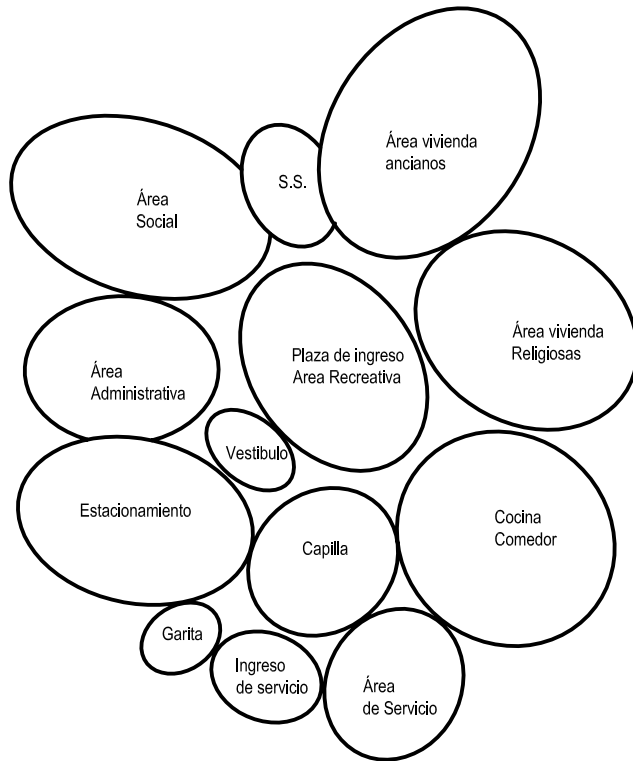 Área vivienda
ancianos
S.S.
Área
Social
Área vivienda
Religiosas
Plaza de ingreso
Area Recreativa
Área
Administrativa
Vestíbulo
Estacionamiento
Cocina
Comedor
Capilla
Garita
Ingreso
de servicio
Área
de Servicio